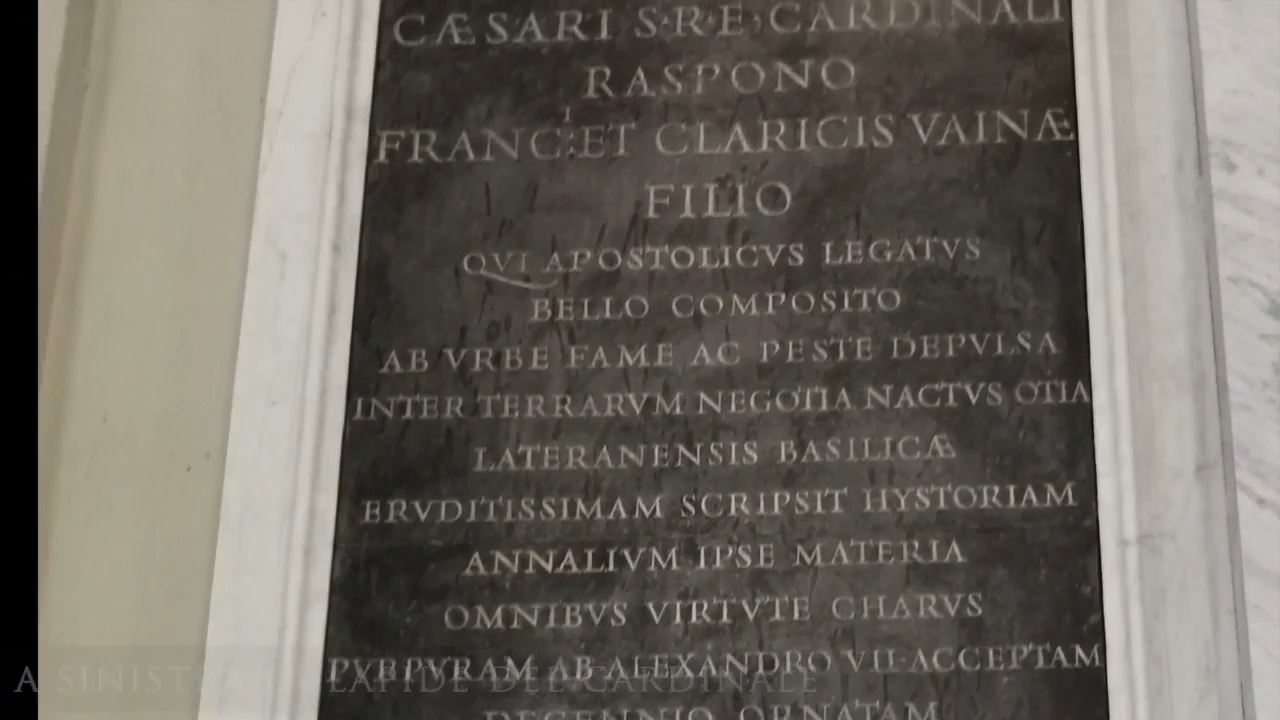 CÆSARI S·R·E, CARDINALI
RASPONO
FRANC: ET CLARICIS VAINÆ
FILIO
QVI APOSTOLICVS LEGATVS
BELLO COMPOSITO
AB VRBE FAME AC PESTE DEPVLSA
INTER TERRARVM NEGOTIA NACTVS OTIA
LATERANENSIS BASILICÆ
ERVDITISSIMAM SCRIPSIT HYSTORIAM
ANNALIVM IPSE MATERIA
OMNIBVS VIRTVTE CHARVS
PVRPVRAM AB ALEXANDRO VII·ACCEPTAM
A SINISTRA LAPIDE DEL CARDINALE
DECENNIO ORNATAM